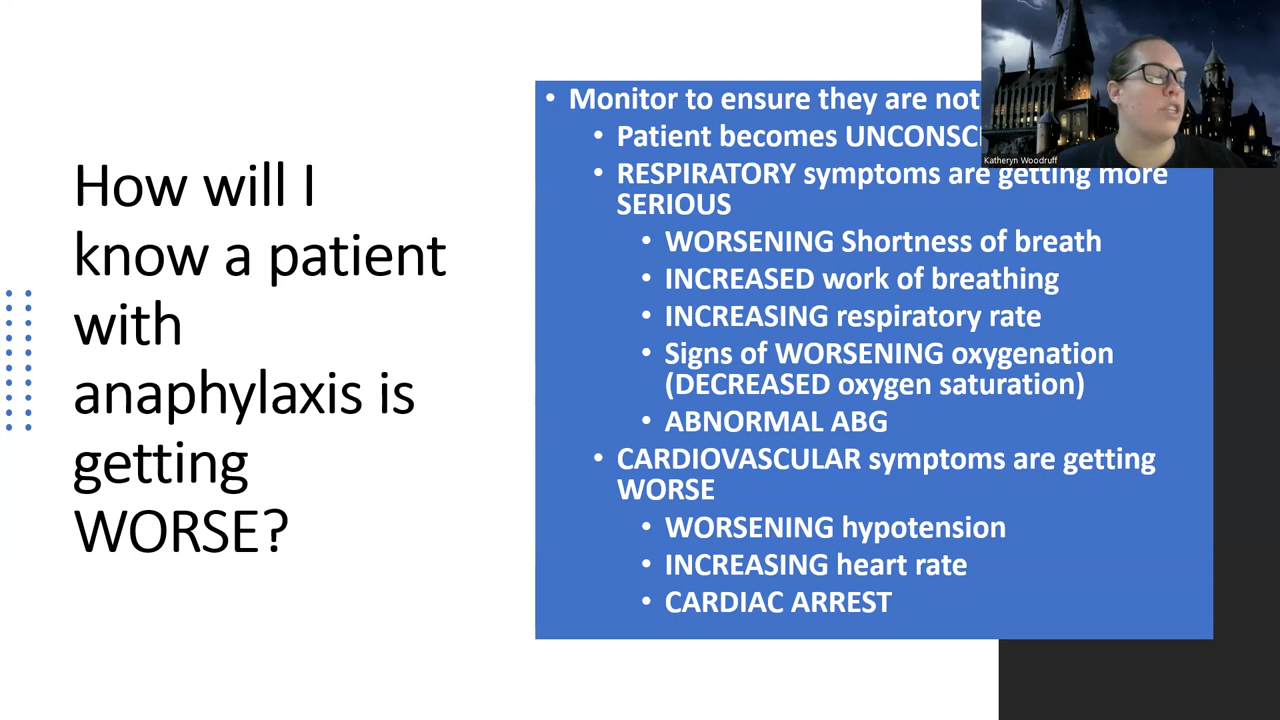 How will I
know a patient
with
anaphylaxis is
getting
WORSE?
• Monitor to ensure they are not
• Patient becomes
• RESPIRATORY symptoms are getting more
SERIOUS
• WORSENING Shortness of breath
• INCREASED work of breathing
• INCREASING respiratory rate
• Signs of WORSENING oxygenation
(DECREASED oxygen saturation)
• ABNORMAL ABG
• CARDIOVASCULAR symptoms are getting
WORSE
• WORSENING hypotension
• INCREASING heart rate
• CARDIAC ARREST
Katheryn Woodruff